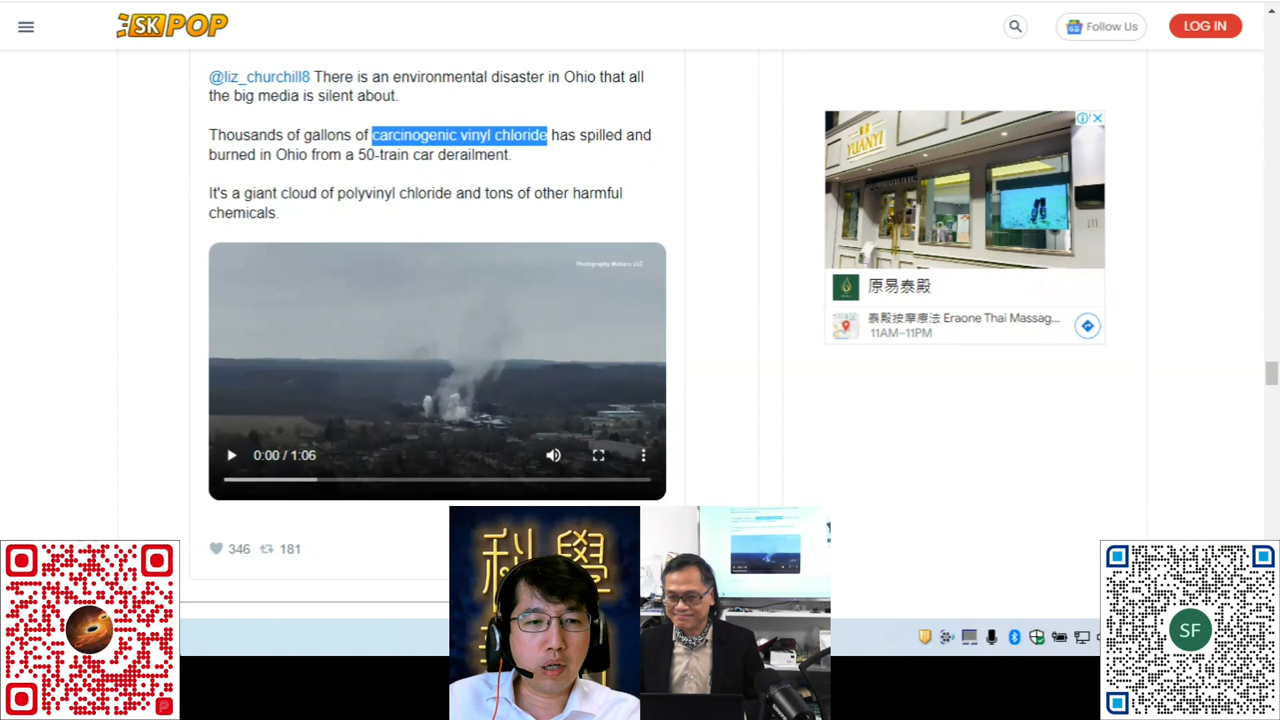 SK POP
Follow Us
LOG IN
@liz_churchill8 There is an environmental disaster in Ohio that all
the big media is silent about.
Thousands of gallons of carcinogenic vinyl chloride has spilled and
burned in Ohio from a 50-train car derailment.
It's a giant cloud of polyvinyl chloride and tons of other harmful
chemicals.
Photography Matters LLC
0:00 / 1:06
346
181
YUANYI
原易泰殿
泰殿按摩療法 Eraone Thai Massag...
11AM–11PM
科學
SF